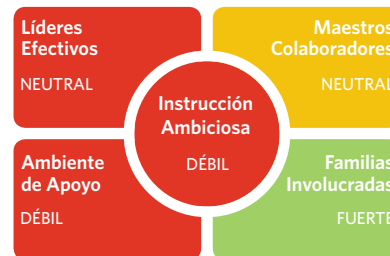 Líderes
Efectivos
NEUTRAL
Maestros
Colaboradores
NEUTRAL
Instrucción
Ambiciosa
DÉBIL
Ambiente
de Apoyo
DÉBIL
Familias
Involucradas
FUERTE